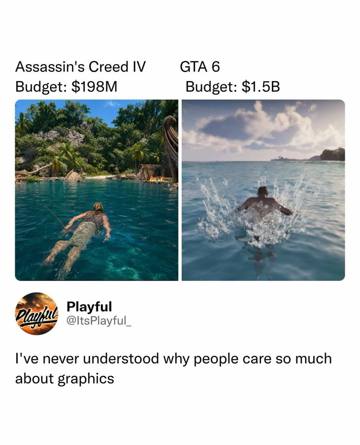 Assassin's Creed IV
Budget: $198M
GTA 6
Budget: $1.5B
Playful
Playful
@ItsPlayful_
I've never understood why people care so much
about graphics